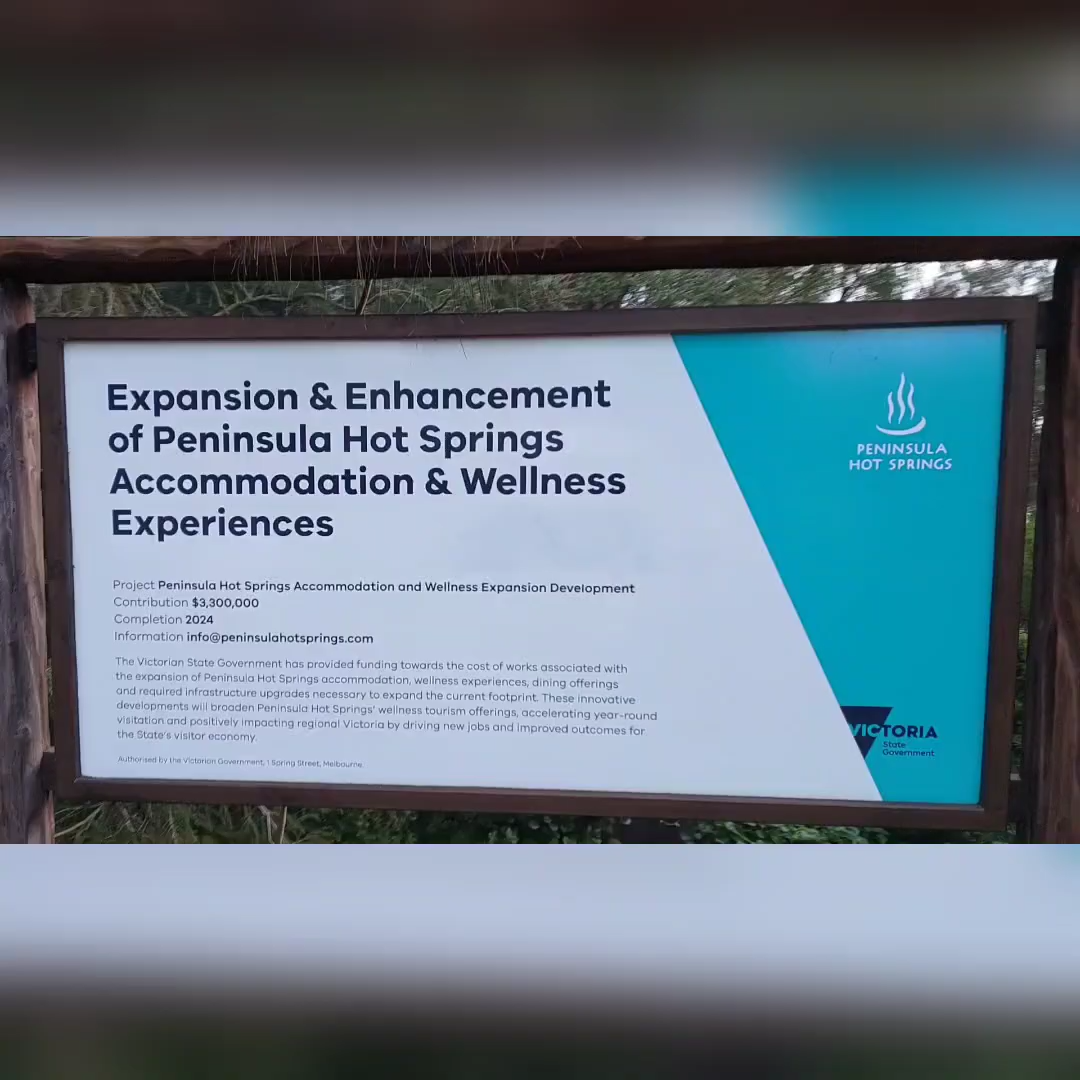 Expansion & Enhancement
of Peninsula Hot Springs
Accommodation & Wellness
Experiences
Project Peninsula Hot Springs Accommodation and Wellness Expansion Development
Contribution $3,300,000
Completion 2024
Information info@peninsulahotsprings.com
The Victorian State Government has provided funding towards the cost of works associated with
the expansion of Peninsula Hot Springs accommodation, wellness experiences, dining offerings
and required infrastructure upgrades necessary to expand the current footprint. These innovative
developments will broaden Peninsula Hot Springs' wellness tourism offerings, accelerating year-round
visitation and positively impacting regional Victoria by driving new jobs and improved outcomes for
the State's visitor economy.
Authorised by the Victorian Government, 1 Spring Street, Melbourne
PENINSULA
HOT SPRINGS
VICTORIA
State
Government